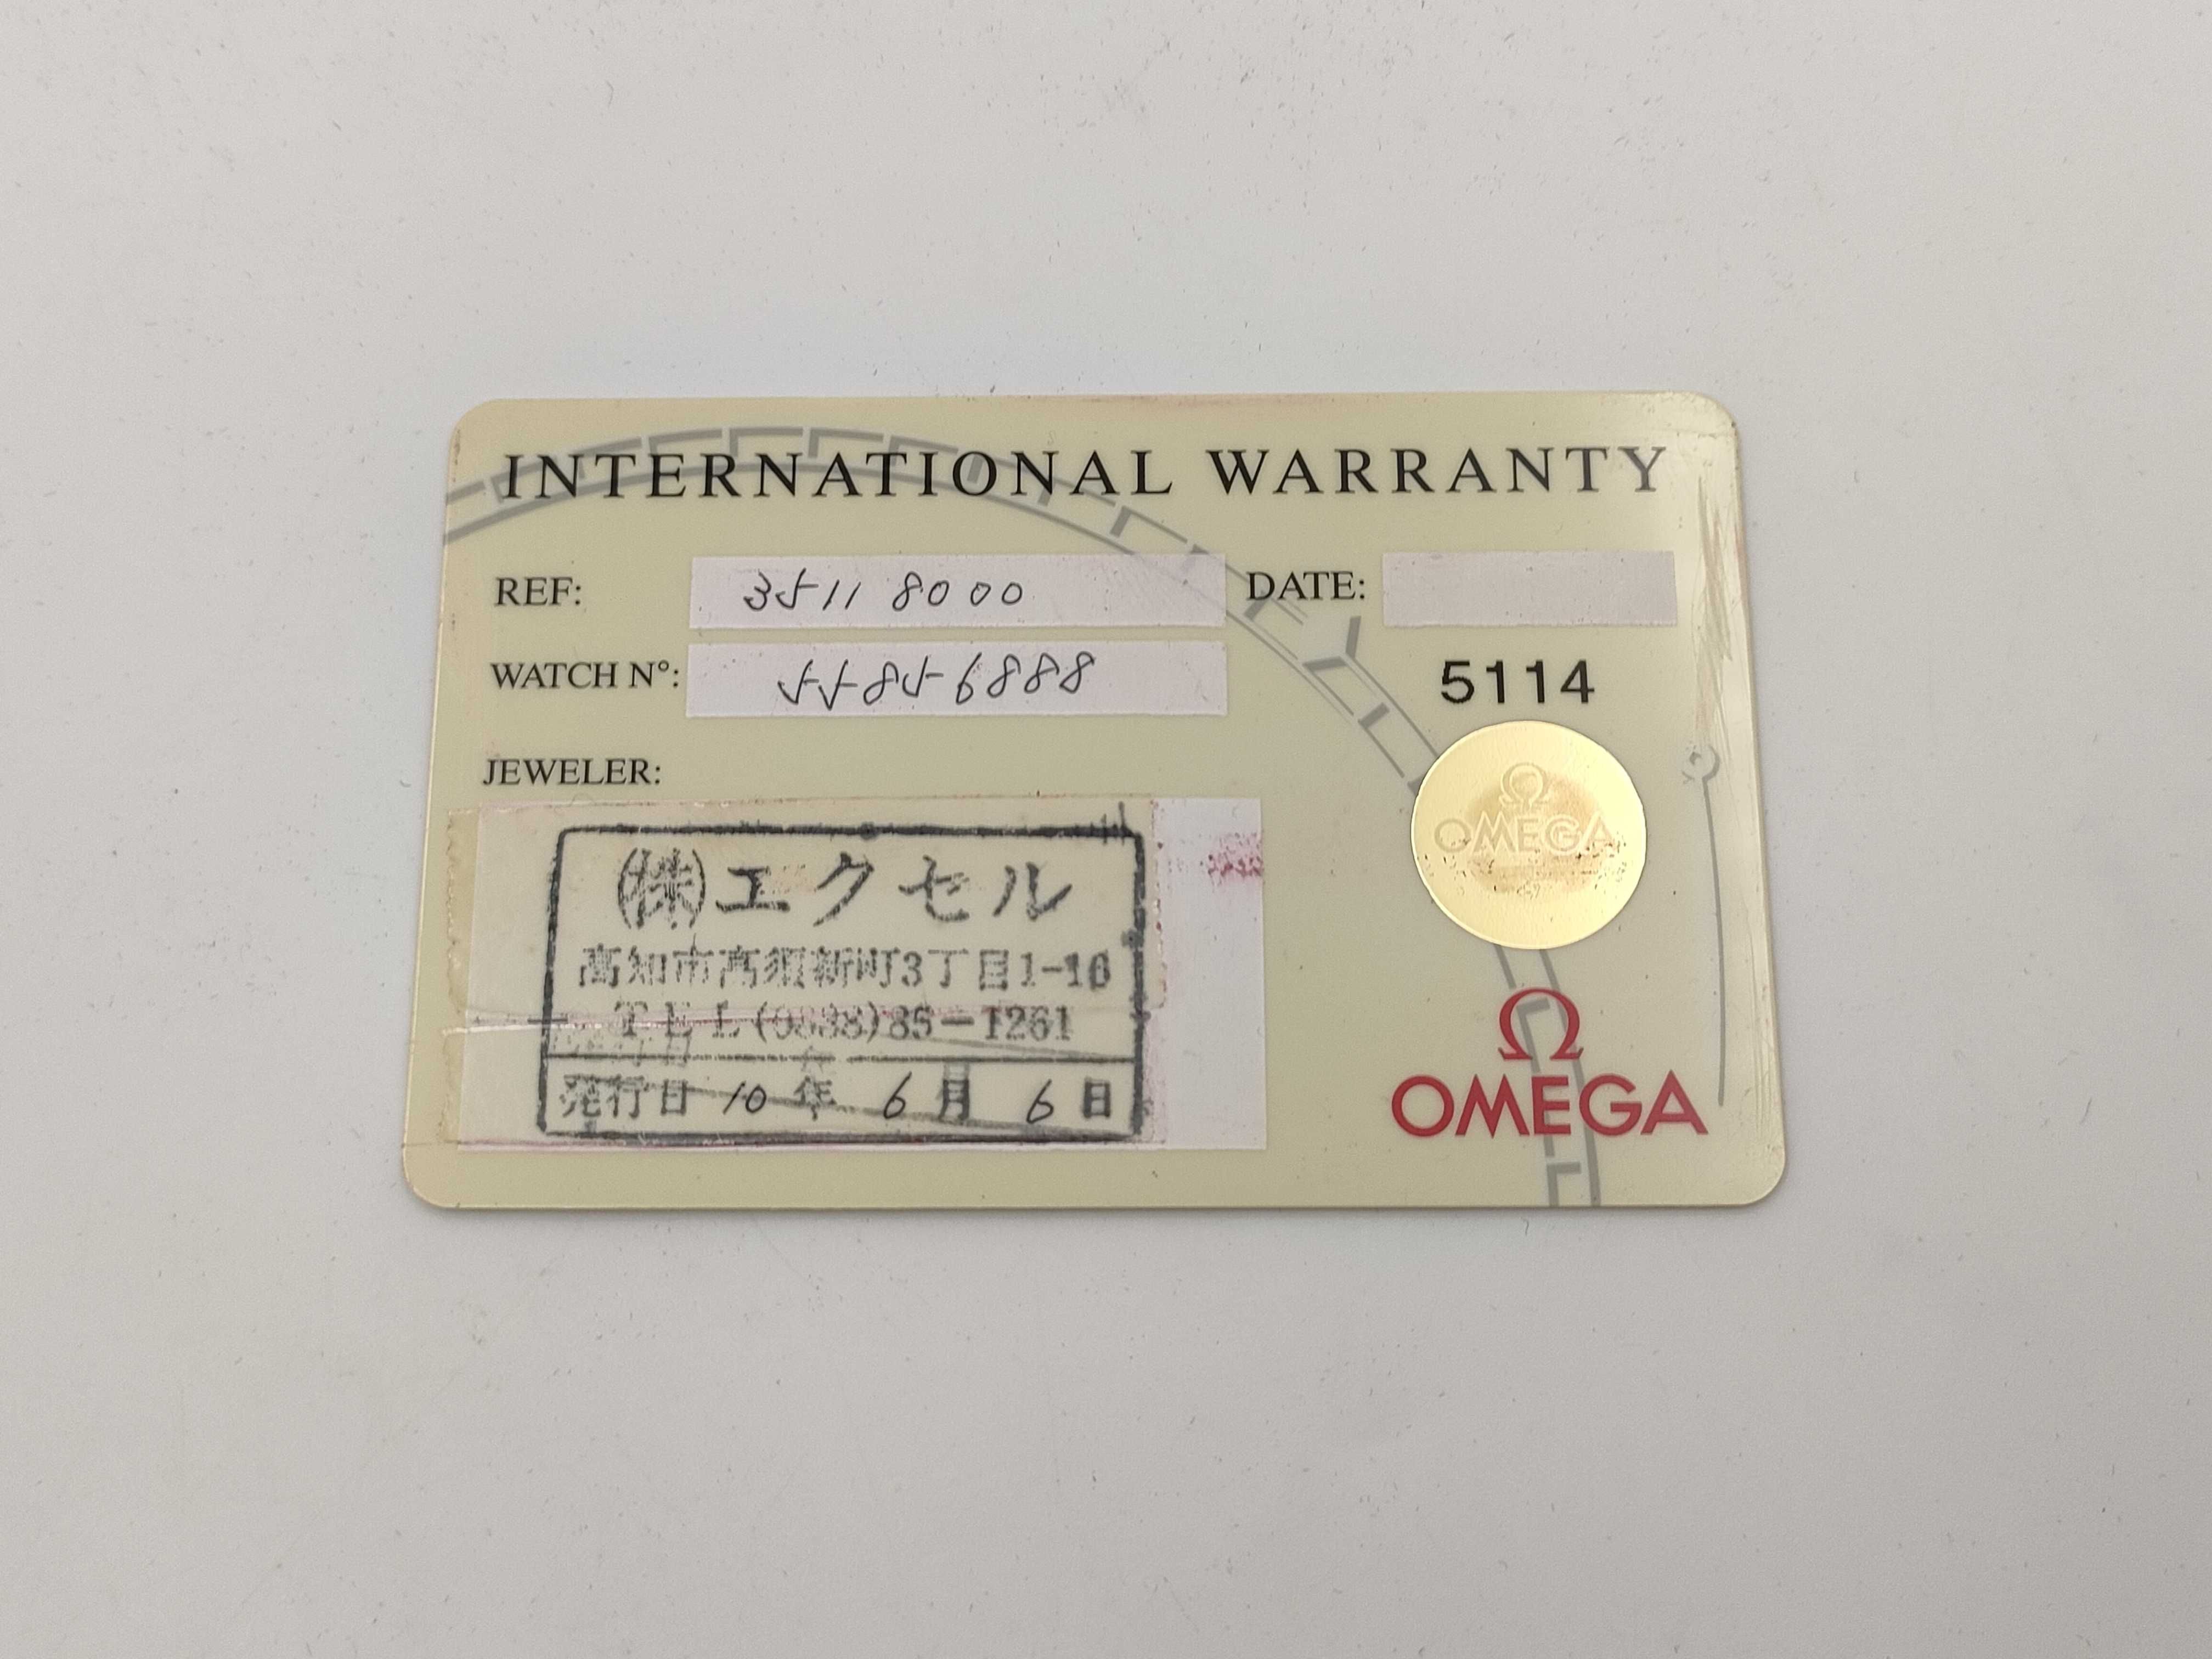 INTERNATIONAL WARRANTY
REF: 3511 8000 DATE:
WATCH N°: 55856888
5114
JEWELER:
Ω
OMEGA
㈱エクセル
高知市高須新町3丁目1-16
TEL(0888)85-1261
発行日 10年 6月 6日
Ω
OMEGA